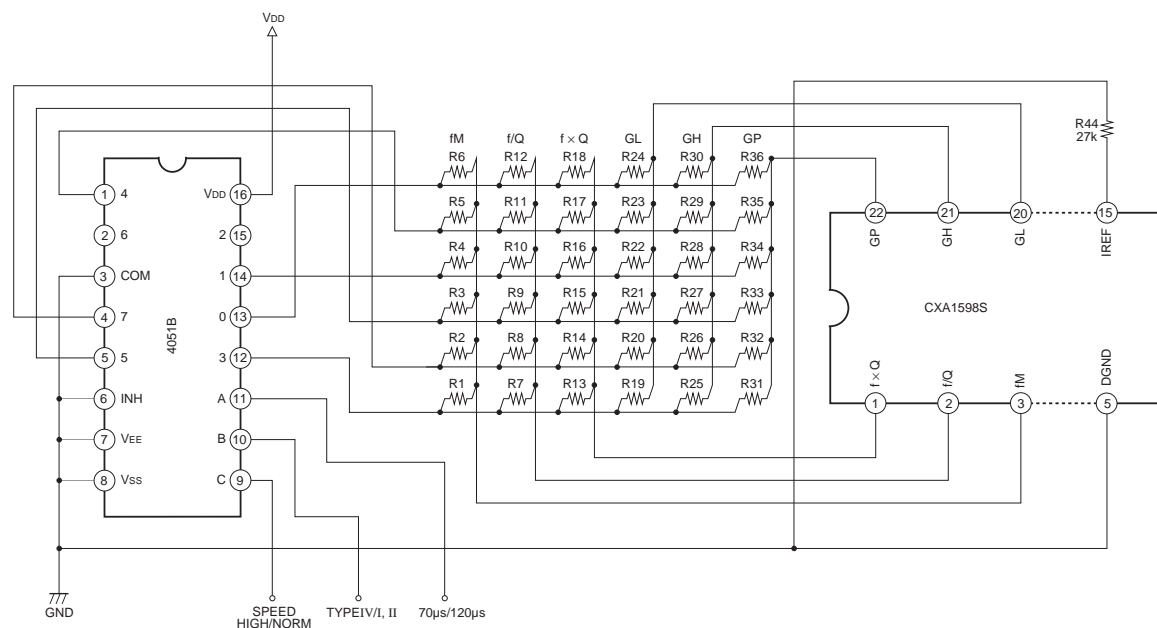 VDD
fM f/Q f × Q GL GH GP
R44
27k
R6 R12 R18 R24 R30 R36
R5 R11 R17 R23 R29 R35
R4 R10 R16 R22 R28 R34
R3 R9 R15 R21 R27 R33
R2 R8 R14 R20 R26 R32
R1 R7 R13 R19 R25 R31
1 4 VDD 16
2 6 2 15
3 COM 1 14
4 7 0 13
5 5 3 12
6 INH A 11
7 VEE B 10
8 VSS C 9
4051B
22 21 20 15
GP GH GL IREF
CXA1598S
f × Q f/Q fM DGND
1 2 3 5
GND
SPEED
HIGH/NORM
TYPEIV/I, II
70μs/120μs